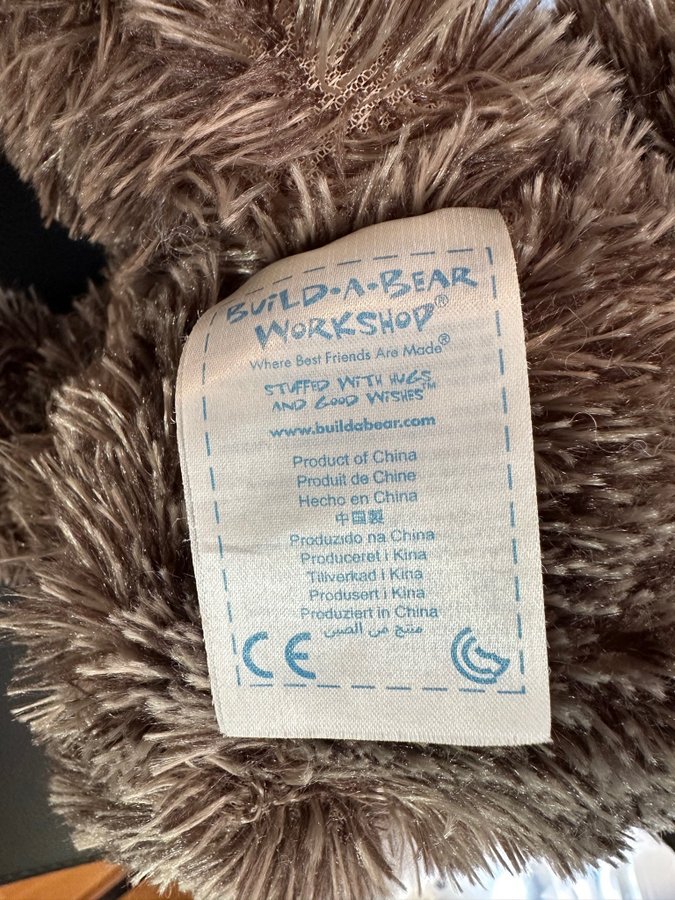 BUILD•A•BEAR
WORKSHOP®
Where Best Friends Are Made®
STUFFED WITH HUGS
AND GOOD WISHES™
www.buildabear.com
Product of China
Produit de Chine
Hecho en China
中国製
Produzido na China
Produceret i Kina
Tillverkad i Kina
Produsert i Kina
Produziert in China
منتج من الصين
CE